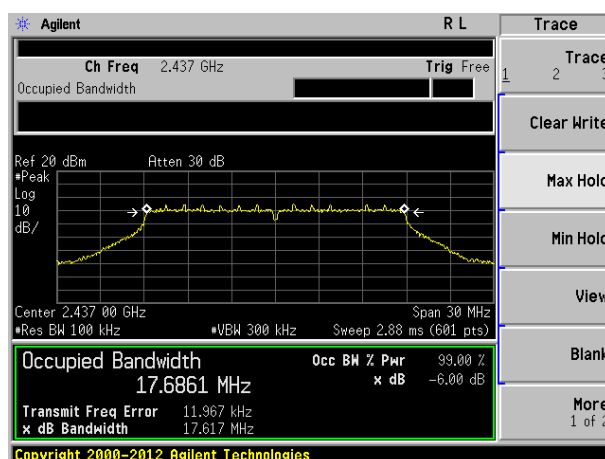 Agilent R L Trace
Ch Freq 2.437 GHz Trig Free
Occupied Bandwidth
Trace
1 2 3
Clear Write
Max Hold
Min Hold
View
Blank
More
1 of 2
Ref 20 dBm Atten 30 dB
#Peak
Log
10
dB/
Center 2.437 00 GHz Span 30 MHz
#Res BW 100 kHz #VBW 300 kHz Sweep 2.88 ms (601 pts)
Occupied Bandwidth Occ BW % Pwr 99.00 %
17.6861 MHz x dB -6.00 dB
Transmit Freq Error 11.967 kHz
x dB Bandwidth 17.617 MHz
Copyright 2000-2012 Agilent Technologies